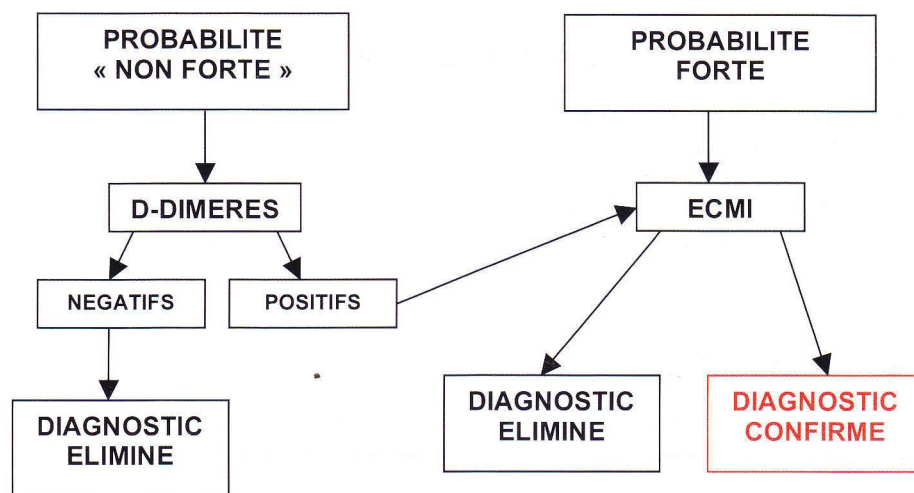 PROBABILITE
« NON FORTE »
PROBABILITE
FORTE
D-DIMERES
ECMI
NEGATIFS
POSITIFS
DIAGNOSTIC
ELIMINE
DIAGNOSTIC
ELIMINE
DIAGNOSTIC
CONFIRME